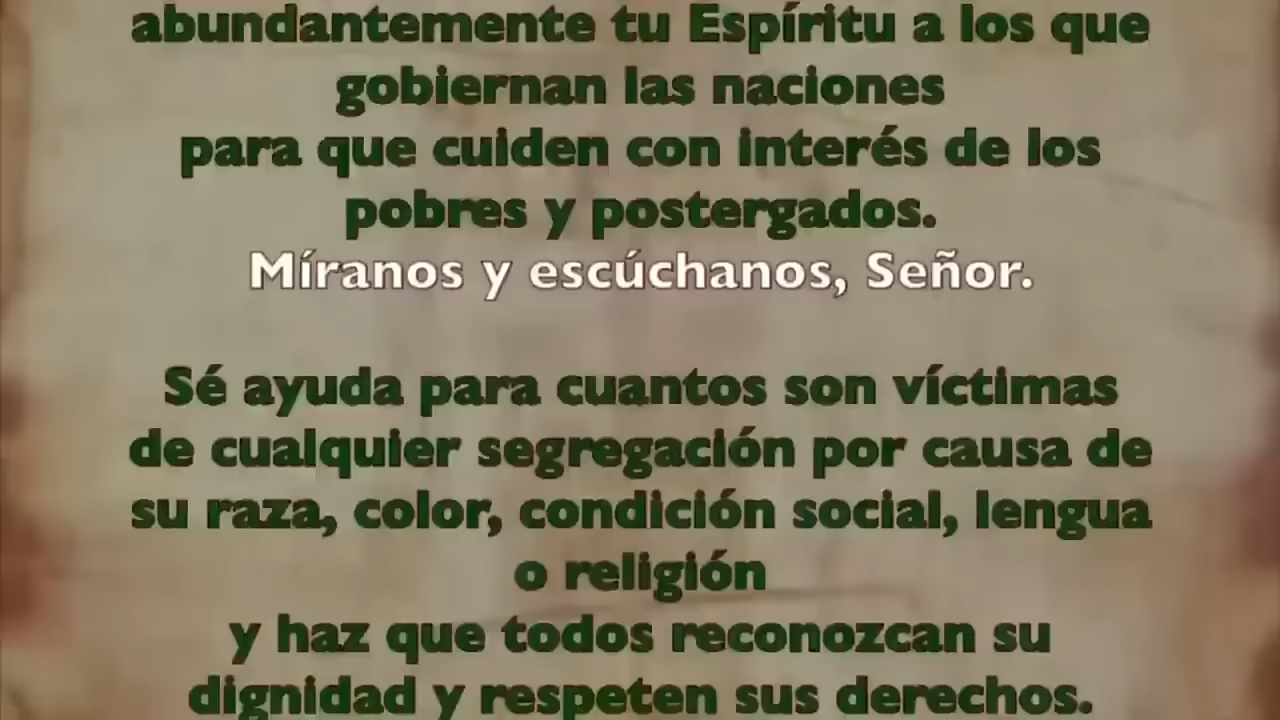 abundantemente tu Espíritu a los que
gobiernan las naciones
para que cuiden con interés de los
pobres y postergados.
Míranos y escúchanos, Señor.
Sé ayuda para cuantos son víctimas
de cualquier segregación por causa de
su raza, color, condición social, lengua
o religión
y haz que todos reconozcan su
dignidad y respeten sus derechos.